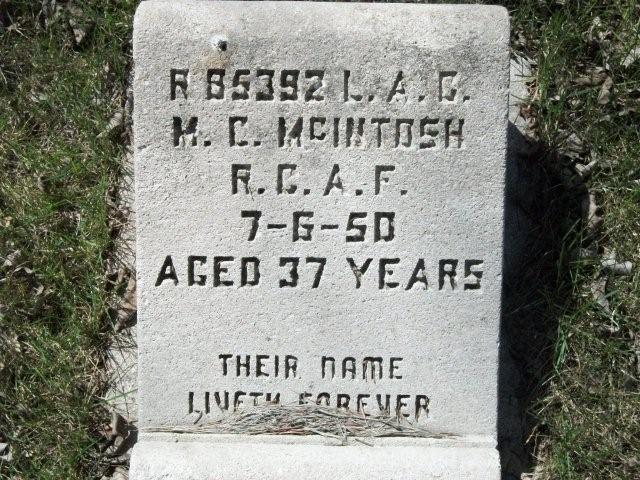 R 85392 L. A. C.
M. C. McINTOSH
R. C. A. F.
7-6-50
AGED 37 YEARS
THEIR NAME
LIVETH FOREVER